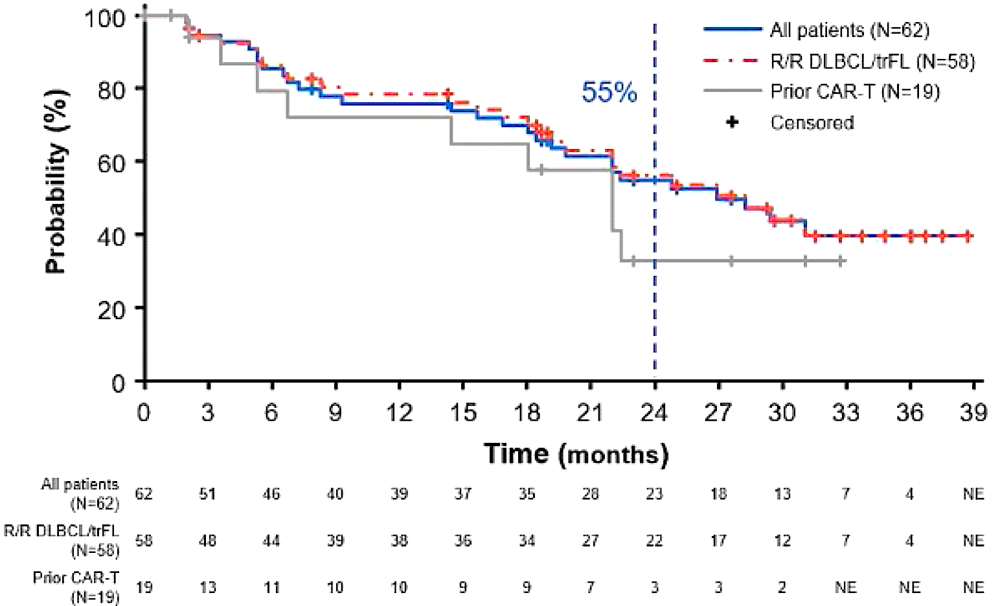 100
80
60
40
20
0
Probability (%)
55%
All patients (N=62)
R/R DLBCL/trFL (N=58)
Prior CAR-T (N=19)
Censored
0 3 6 9 12 15 18 21 24 27 30 33 36 39
Time (months)
All patients
(N=62) 62 51 46 40 39 37 35 28 23 18 13 7 4 NE
R/R DLBCL/trFL
(N=58) 58 48 44 39 38 36 34 27 22 17 12 7 4 NE
Prior CAR-T
(N=19) 19 13 11 10 10 9 9 7 3 3 2 NE NE NE